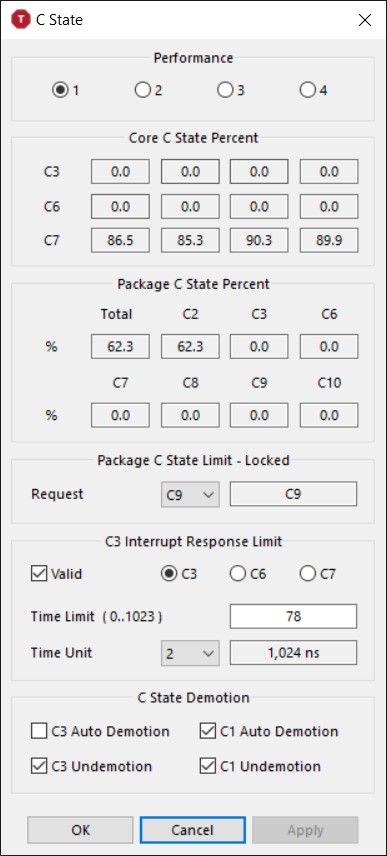 T C State
Performance
1 2 3 4
Core C State Percent
C3 0.0 0.0 0.0 0.0
C6 0.0 0.0 0.0 0.0
C7 86.5 85.3 90.3 89.9
Package C State Percent
Total C2 C3 C6
% 62.3 62.3 0.0 0.0
C7 C8 C9 C10
% 0.0 0.0 0.0 0.0
Package C State Limit - Locked
Request C9 C9
C3 Interrupt Response Limit
Valid C3 C6 C7
Time Limit ( 0..1023 ) 78
Time Unit 2 1,024 ns
C State Demotion
C3 Auto Demotion C1 Auto Demotion
C3 Undemotion C1 Undemotion
OK Cancel Apply